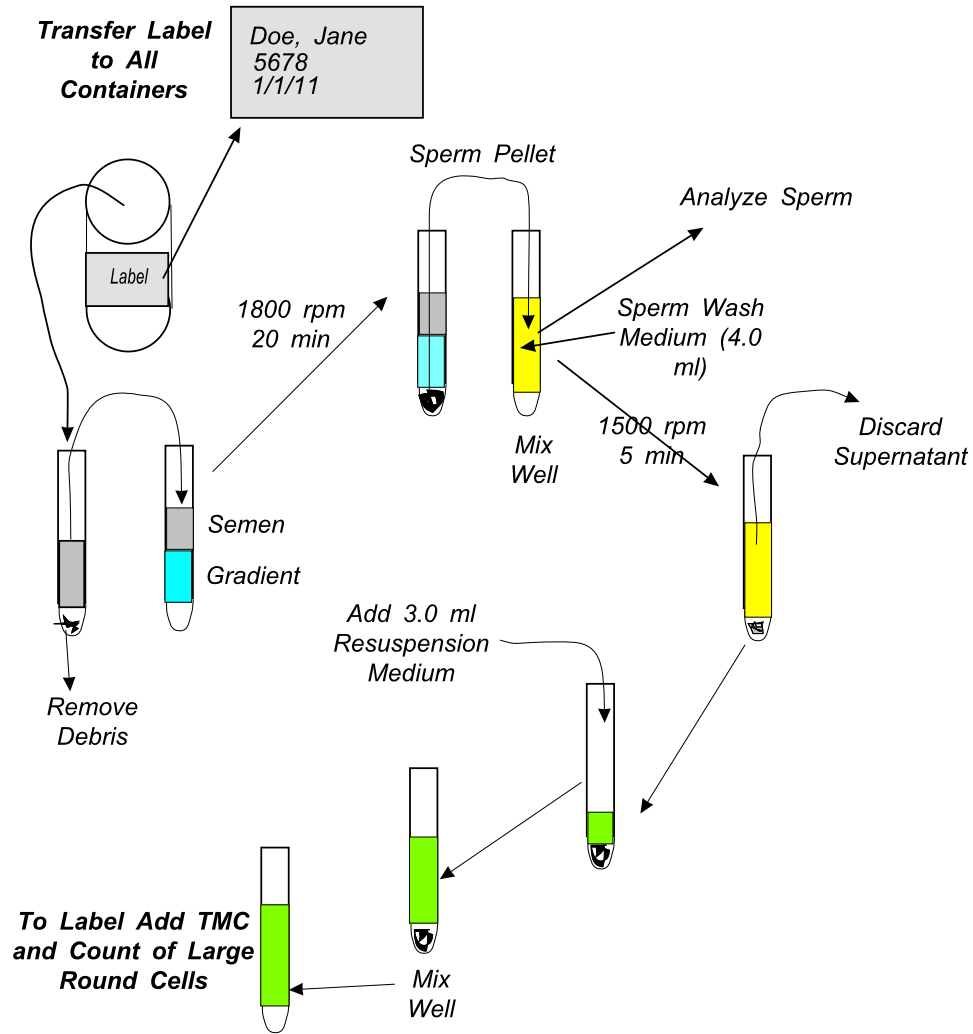 Transfer Label
to All
Containers
Doe, Jane
5678
1/1/11
Label
Sperm Pellet
Analyze Sperm
1800 rpm
20 min
Sperm Wash
Medium (4.0
ml)
Mix
Well
1500 rpm
5 min
Discard
Supernatant
Semen
Gradient
Remove
Debris
Add 3.0 ml
Resuspension
Medium
To Label Add TMC
and Count of Large
Round Cells
Mix
Well